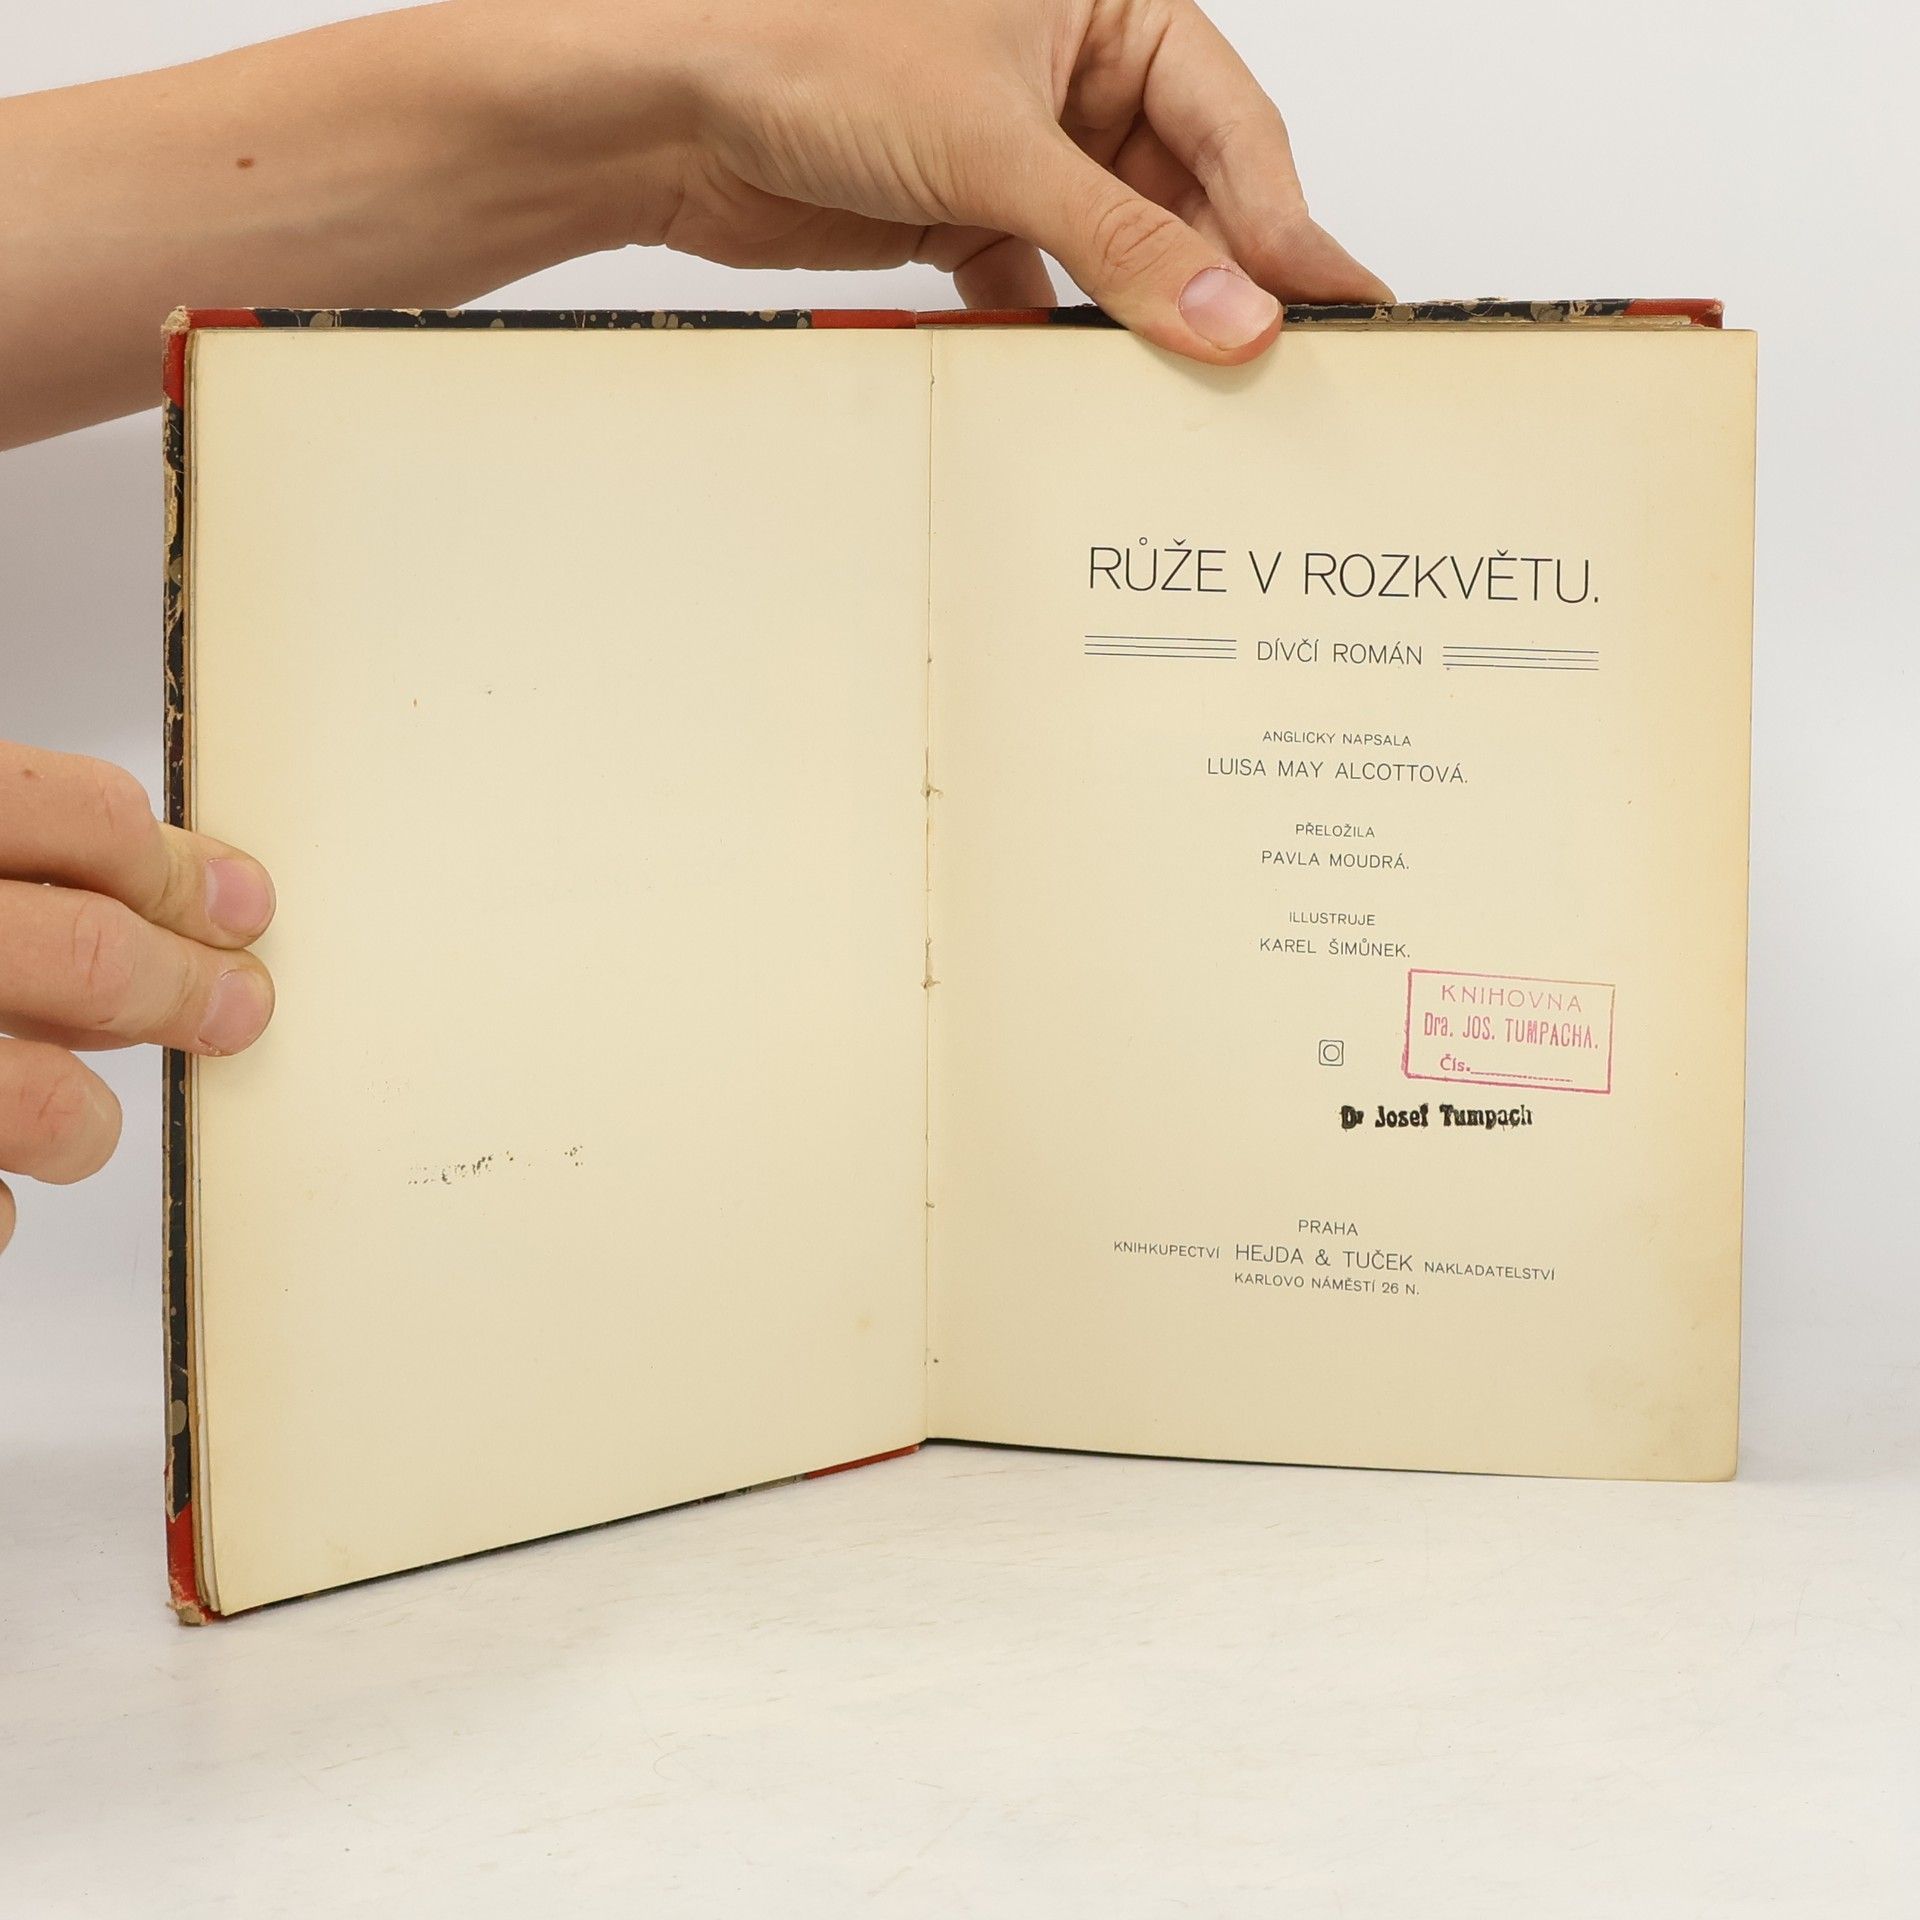 RŮŽE V ROZKVĚTU.
DÍVČÍ ROMÁN
ANGLICKY NAPSALA
LUISA MAY ALCOTTOVÁ.
PŘELOŽILA
PAVLA MOUDRÁ.
ILLUSTRUJE
KAREL ŠIMŮNEK.
KNIHOVNA
Dra. JOS. TUMPACHA.
Čís.
Dr Josef Tumpach
PRAHA
KNIHKUPECTVÍ HEJDA & TUČEK NAKLADATELSTVÍ
KARLOVO NÁMĚSTÍ 26 N.